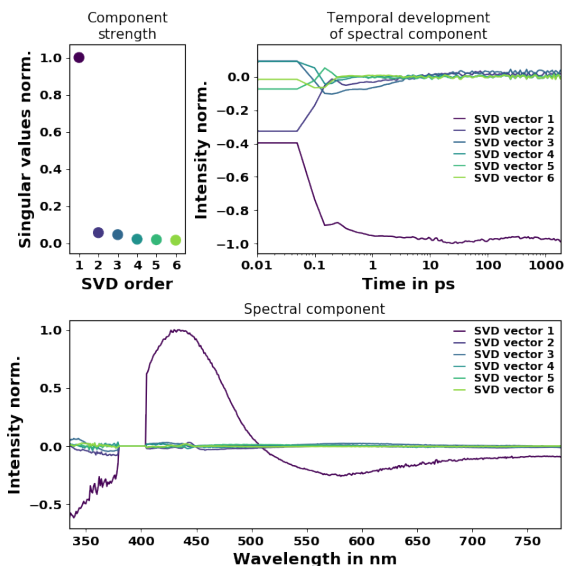 Component
strength
Singular values norm.
1.0
0.8
0.6
0.4
0.2
0.0
1 2 3 4 5 6
SVD order
Temporal development
of spectral component
Intensity norm.
0.0
−0.2
−0.4
−0.6
−0.8
−1.0
SVD vector 1
SVD vector 2
SVD vector 3
SVD vector 4
SVD vector 5
SVD vector 6
0.01 0.1 1 10 100 1000
Time in ps
Spectral component
Intensity norm.
1.0
0.5
0.0
−0.5
SVD vector 1
SVD vector 2
SVD vector 3
SVD vector 4
SVD vector 5
SVD vector 6
350 400 450 500 550 600 650 700 750
Wavelength in nm